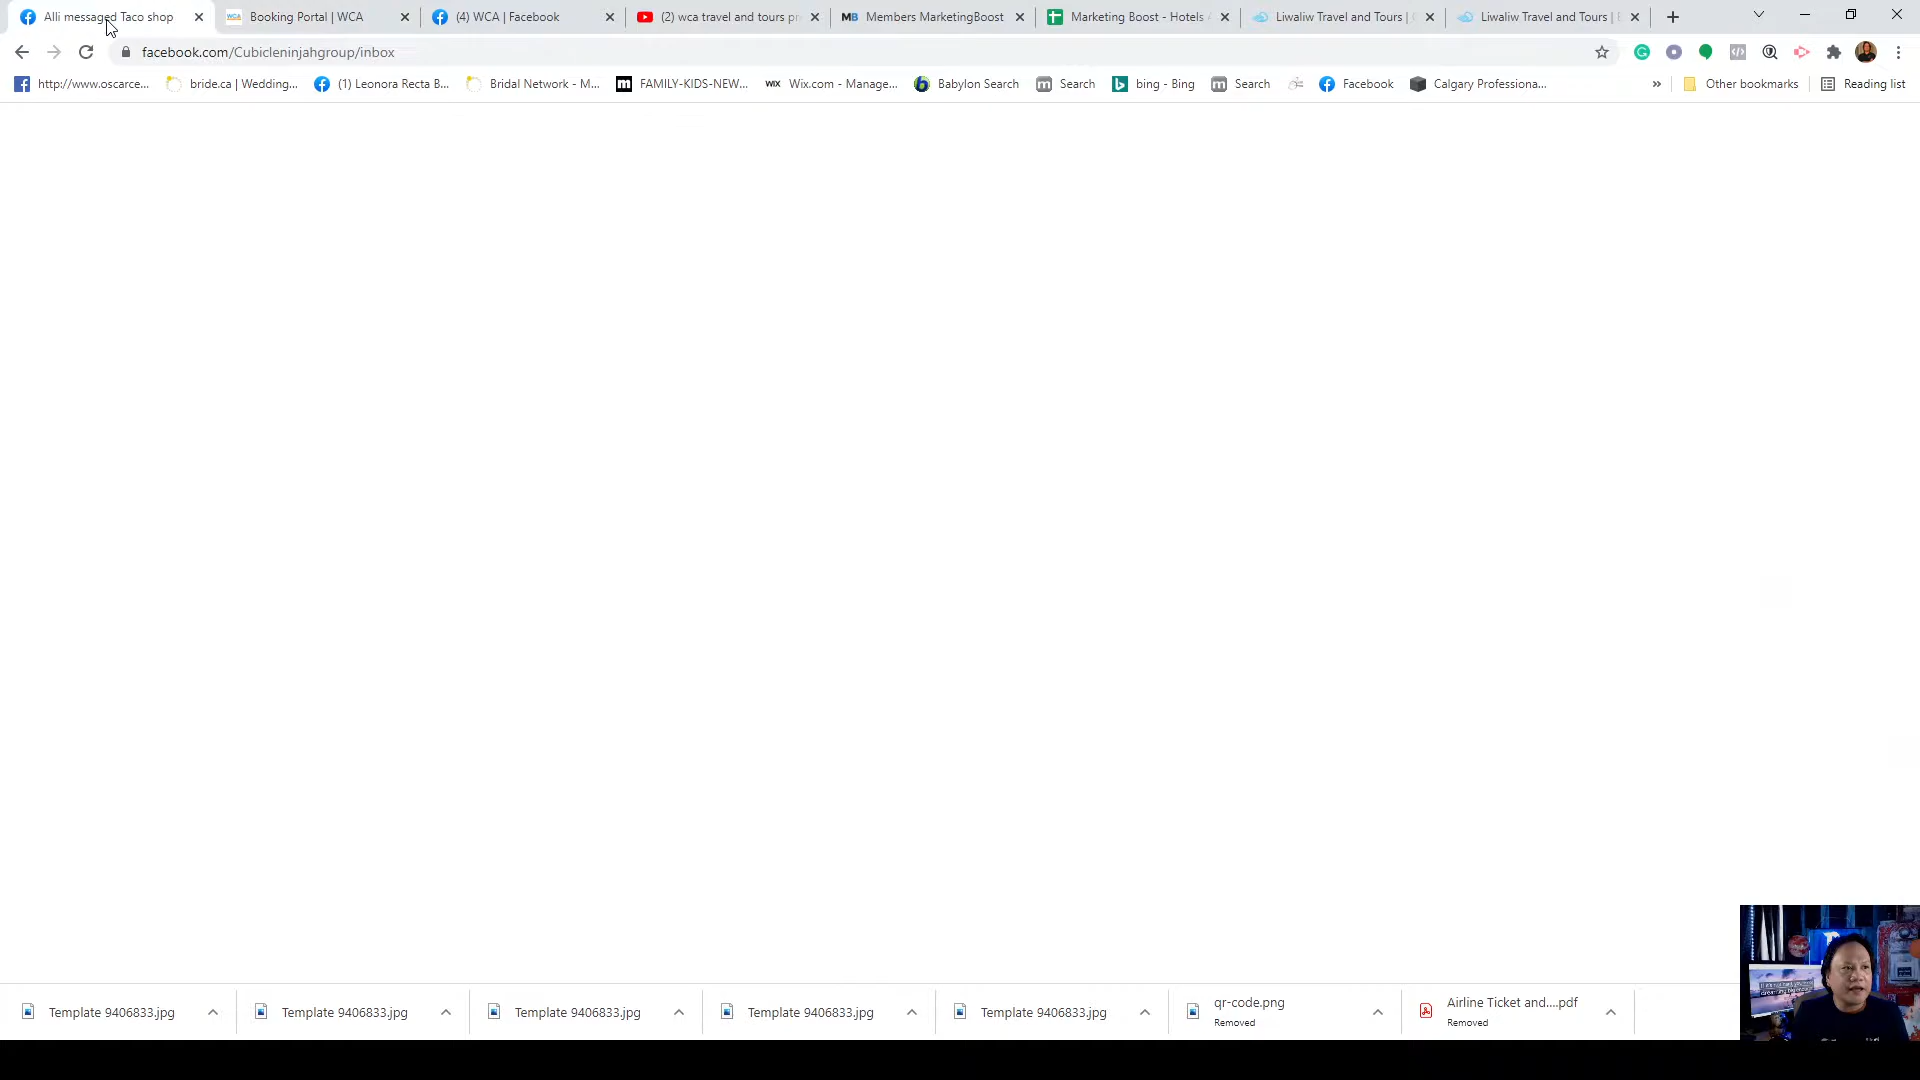 Alli messaged Taco shop
Booking Portal | WCA
(4) WCA | Facebook
(2) wca travel and tours pr
MB Members MarketingBoost
Marketing Boost - Hotels
Liwaliw Travel and Tours |
Liwaliw Travel and Tours |
facebook.com/Cubicleninjahgroup/inbox
http://www.oscarce...
bride.ca | Wedding...
(1) Leonora Recta B...
Bridal Network - M...
m FAMILY-KIDS-NEW...
WIX Wix.com - Manage...
b Babylon Search
m Search
b bing - Bing
m Search
Facebook
Calgary Professiona...
»
Other bookmarks
Reading list
Template 9406833.jpg
Template 9406833.jpg
Template 9406833.jpg
Template 9406833.jpg
Template 9406833.jpg
qr-code.png
Removed
Airline Ticket and....pdf
Removed